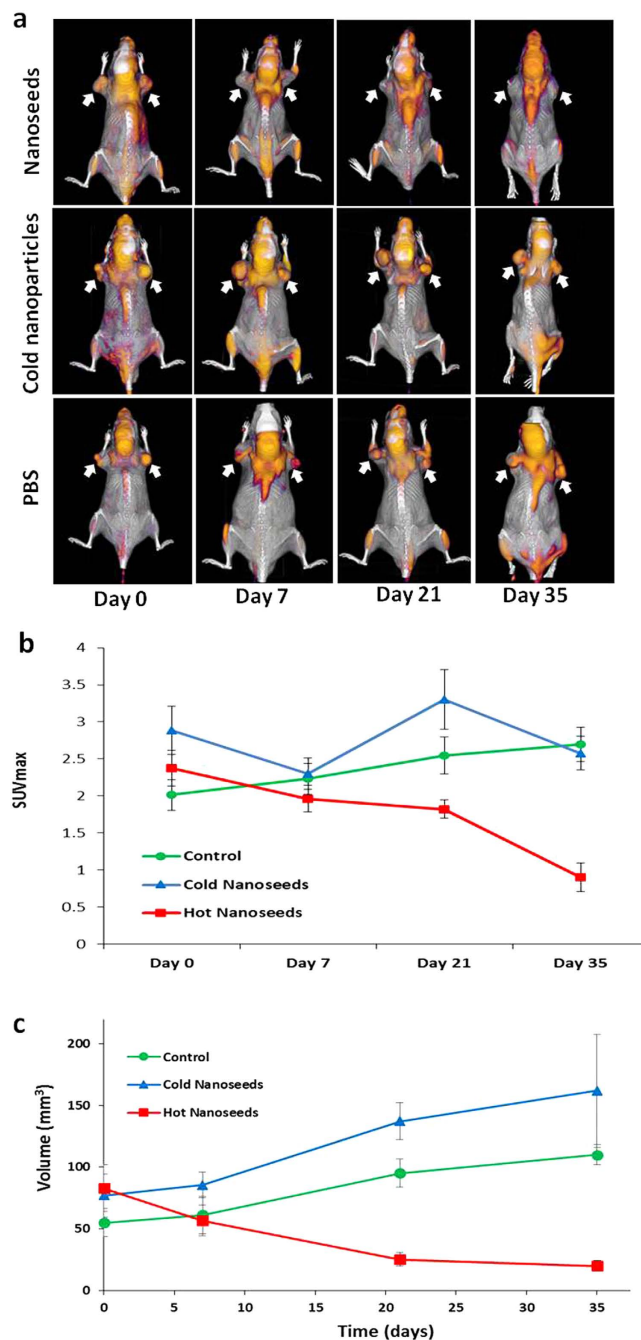 a
Nanoseeds
Cold nanoparticles
PBS
Day 0 Day 7 Day 21 Day 35
b
4
3.5
3
2.5
2
1.5
1
0.5
0
SUVmax
Control
Cold Nanoseeds
Hot Nanoseeds
Day 0 Day 7 Day 21 Day 35
c
200
150
100
50
0
Volume (mm³)
Control
Cold Nanoseeds
Hot Nanoseeds
0 5 10 15 20 25 30 35
Time (days)